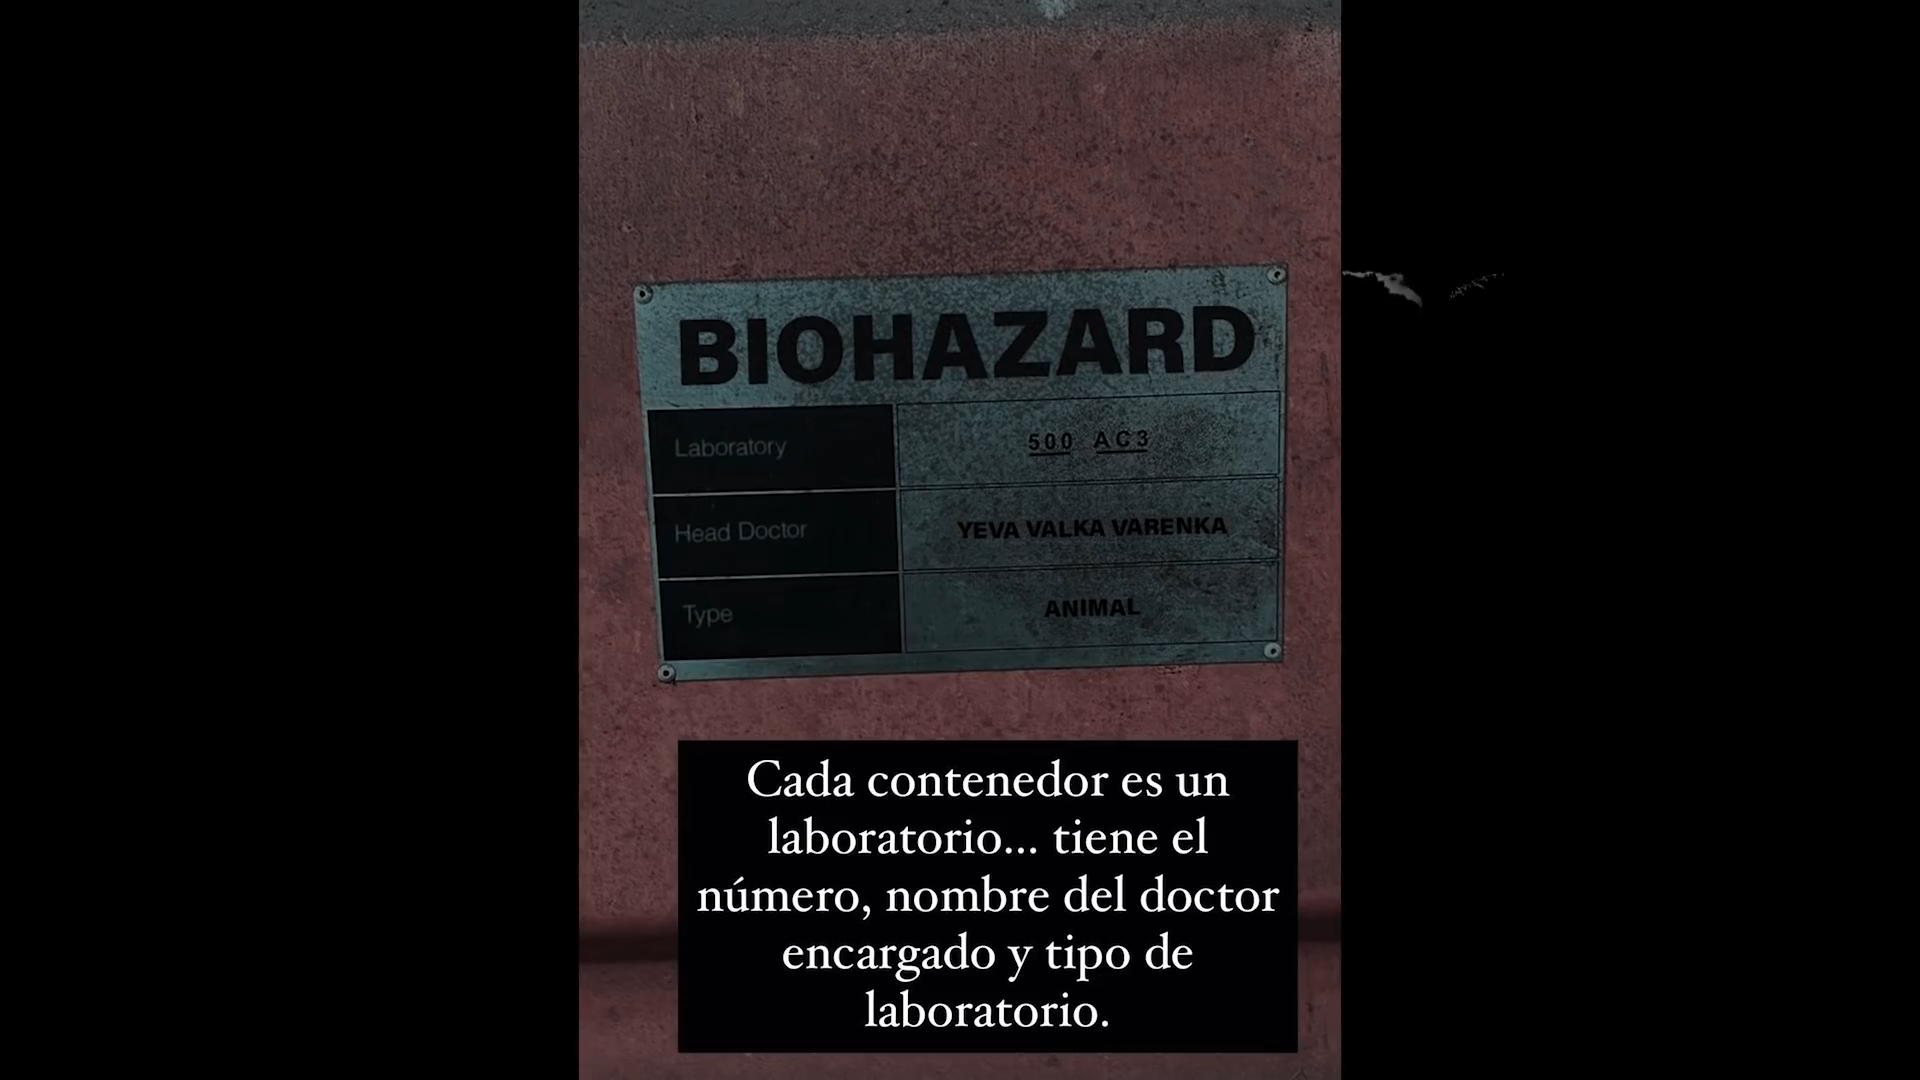 BIOHAZARD
Laboratory 500 AC3
Head Doctor YEVA VALKA VARENKA
Type ANIMAL
Cada contenedor es un
laboratorio... tiene el
número, nombre del doctor
encargado y tipo de
laboratorio.